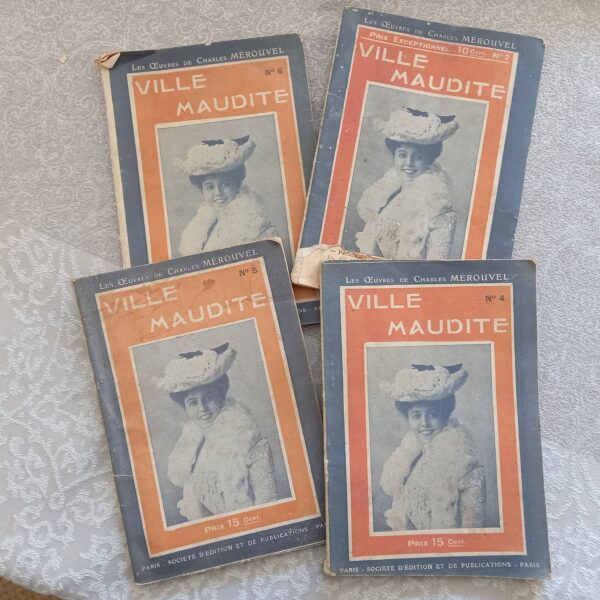 Les Œuvres de Charles MÉROUVEL
Nº 6
VILLE
MAUDITE
Les Œuvres de Charles MÉROUVEL
Prix Exceptionnel 10 Cent. Nº 2
VILLE
MAUDITE
Les Œuvres de Charles MÉROUVEL
Nº 5
VILLE
MAUDITE
Prix 15 Cent.
PARIS - SOCIÉTÉ D'ÉDITION ET DE PUBLICATIONS - PARIS
Les Œuvres de Charles MÉROUVEL
VILLE Nº 4
MAUDITE
Prix 15 Cent.
PARIS - SOCIÉTÉ D'ÉDITION ET DE PUBLICATIONS - PARIS